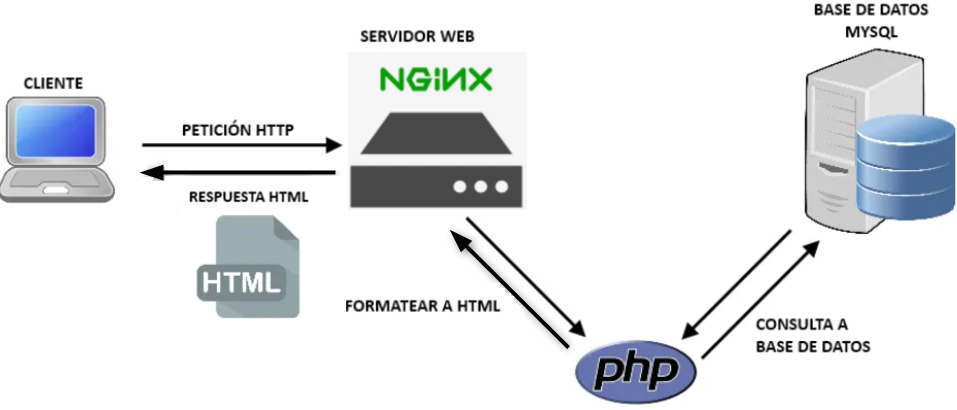 BASE DE DATOS
MYSQL
SERVIDOR WEB
NGINX
CLIENTE
PETICIÓN HTTP
RESPUESTA HTML
HTML
FORMATEAR A HTML
CONSULTA A
BASE DE DATOS
php